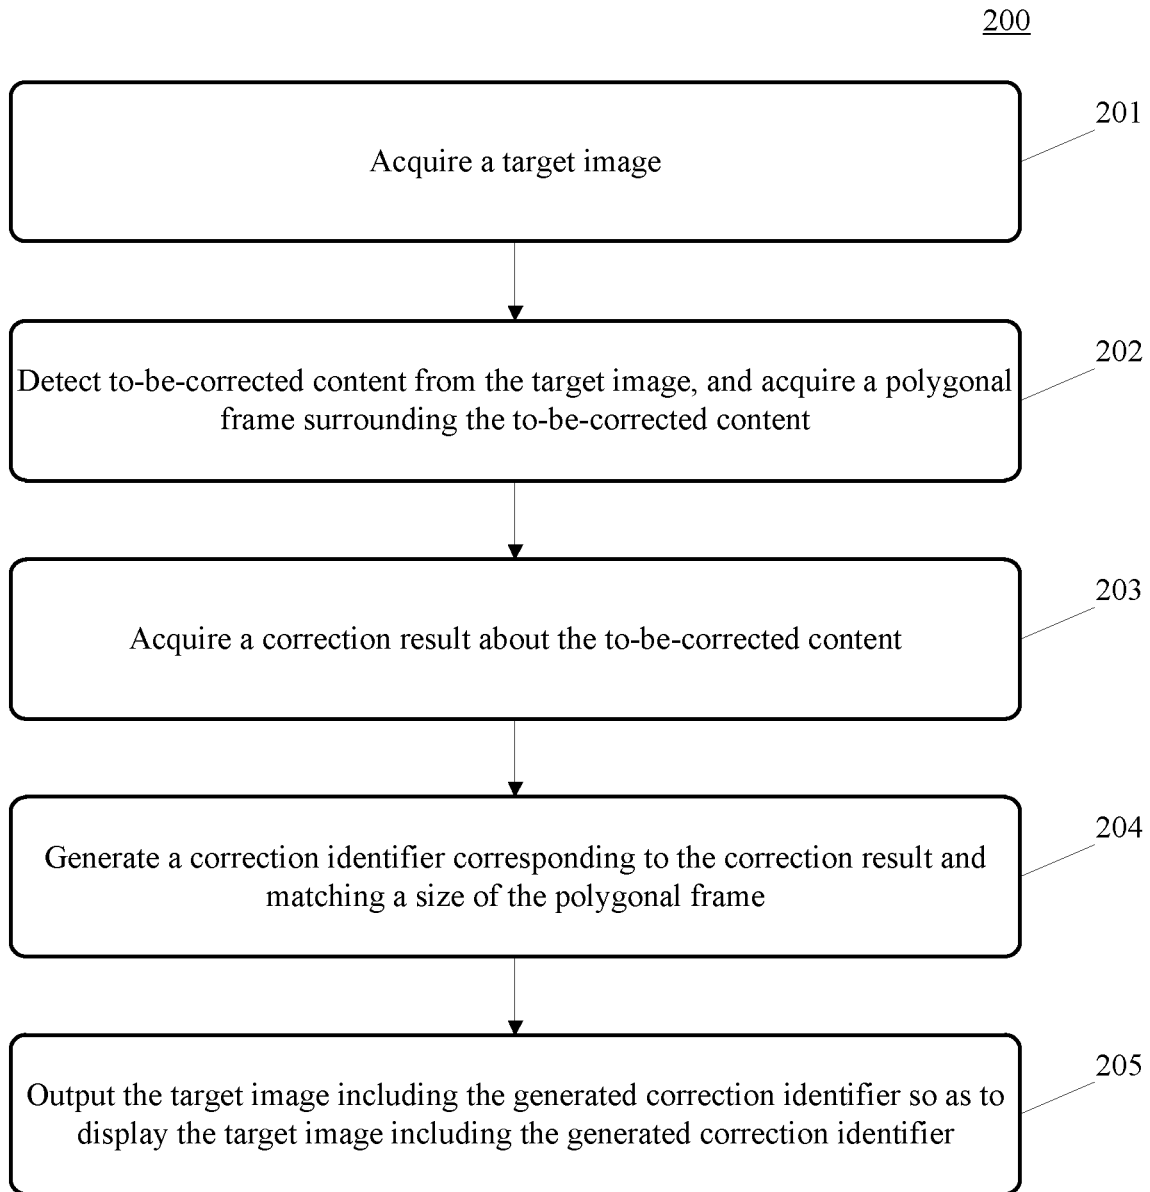 200
201
Acquire a target image
202
Detect to-be-corrected content from the target image, and acquire a polygonal
frame surrounding the to-be-corrected content
203
Acquire a correction result about the to-be-corrected content
204
Generate a correction identifier corresponding to the correction result and
matching a size of the polygonal frame
205
Output the target image including the generated correction identifier so as to
display the target image including the generated correction identifier